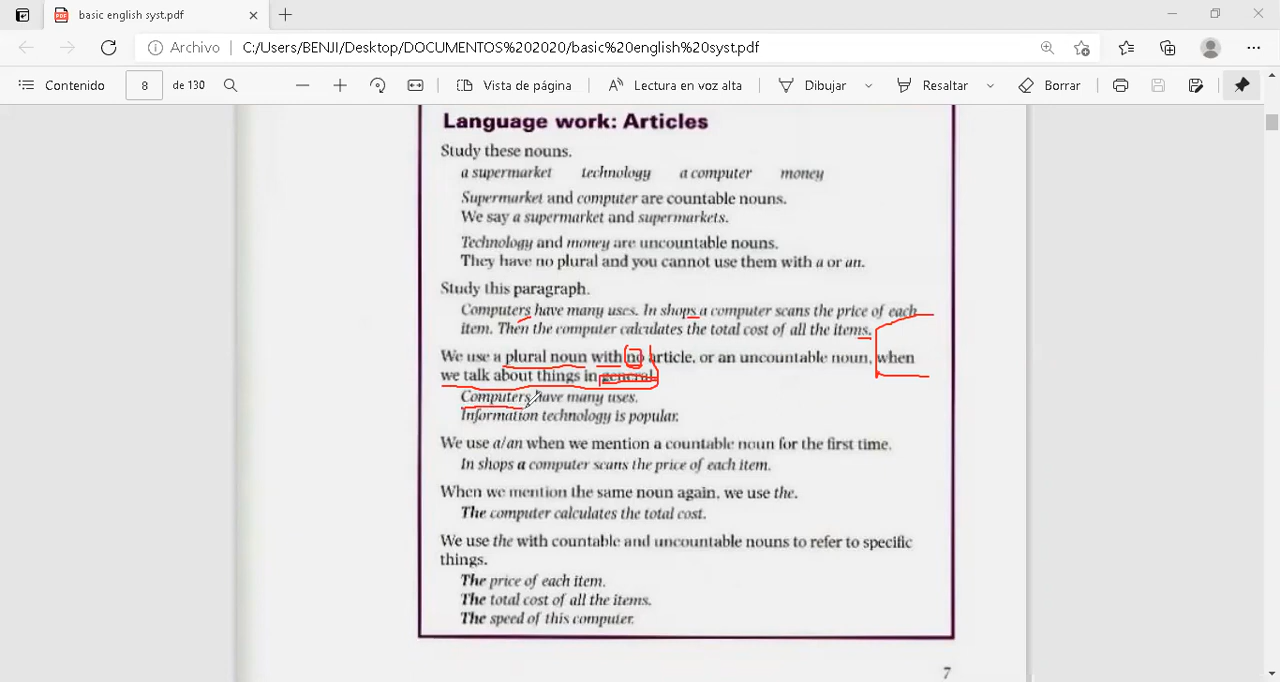 basic english syst.pdf
Archivo C:/Users/BENJI/Desktop/DOCUMENTOS%202020/basic%20english%20syst.pdf
Contenido 8 de 130 Vista de página Lectura en voz alta Dibujar Resaltar Borrar
Language work: Articles
Study these nouns.
a supermarket technology a computer money
Supermarket and computer are countable nouns.
We say a supermarket and supermarkets.
Technology and money are uncountable nouns.
They have no plural and you cannot use them with a or an.
Study this paragraph.
Computers have many uses. In shops a computer scans the price of each
item. Then the computer calculates the total cost of all the items.
We use a plural noun with no article, or an uncountable noun, when
we talk about things in general.
Computers have many uses.
Information technology is popular.
We use a/an when we mention a countable noun for the first time.
In shops a computer scans the price of each item.
When we mention the same noun again, we use the.
The computer calculates the total cost.
We use the with countable and uncountable nouns to refer to specific
things.
The price of each item.
The total cost of all the items.
The speed of this computer.
7